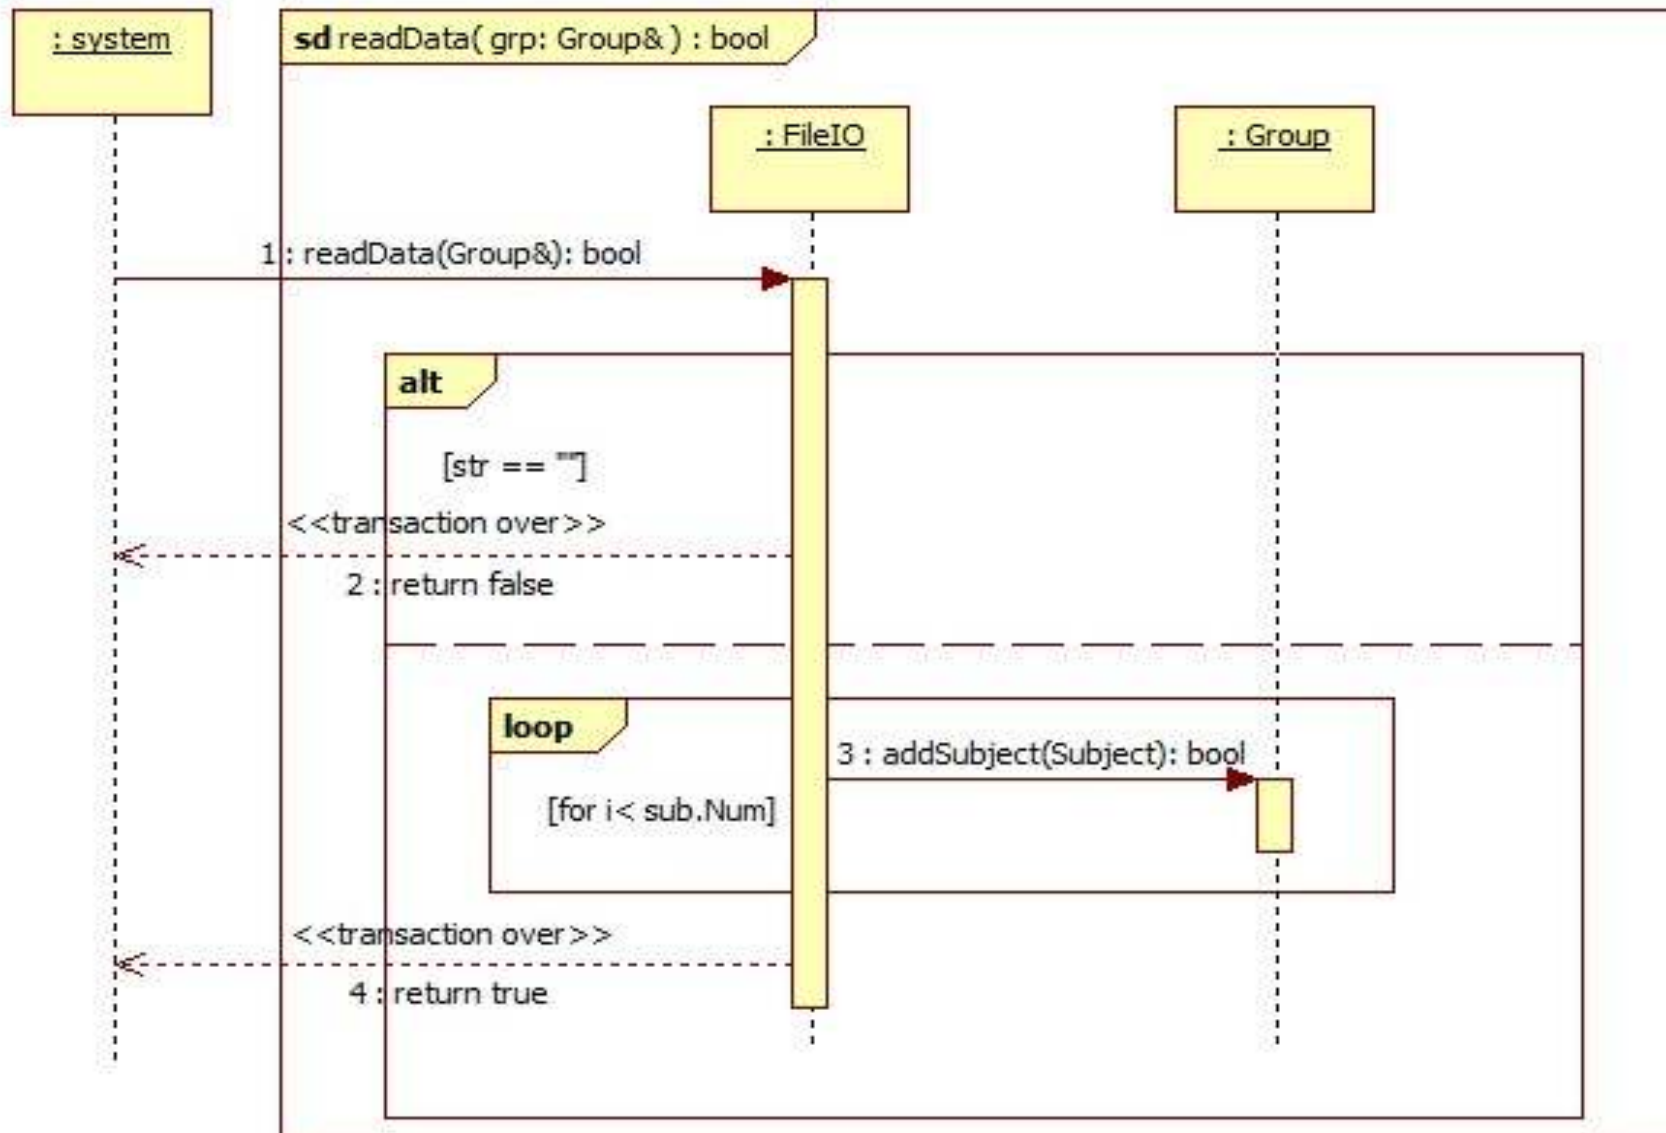 : system
sd readData( grp: Group& ) : bool
: FileIO
: Group
1 : readData(Group&): bool
alt
[str == ""]
<<transaction over>>
2 : return false
loop
3 : addSubject(Subject): bool
[for i< sub.Num]
<<transaction over>>
4 : return true